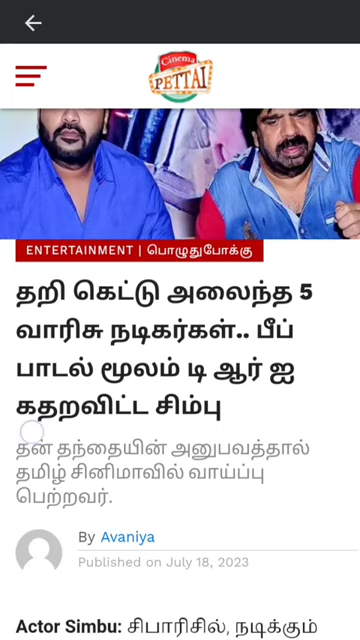 Cinema
PETTAI
ENTERTAINMENT | பொழுதுபோக்கு
தறி கெட்டு அலைந்த 5
வாரிசு நடிகர்கள்.. பீப்
பாடல் மூலம் டி ஆர் ஐ
கதறவிட்ட சிம்பு
தன் தந்தையின் அனுபவத்தால்
தமிழ் சினிமாவில் வாய்ப்பு
பெற்றவர்.
By Avaniya
Published on July 18, 2023
Actor Simbu: சிபாரிசில், நடிக்கும்